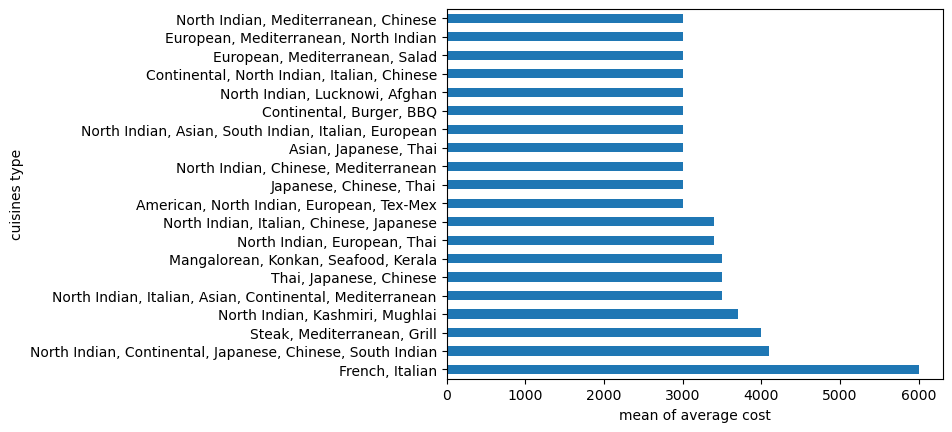 North Indian, Mediterranean, Chinese
European, Mediterranean, North Indian
European, Mediterranean, Salad
Continental, North Indian, Italian, Chinese
North Indian, Lucknowi, Afghan
Continental, Burger, BBQ
North Indian, Asian, South Indian, Italian, European
Asian, Japanese, Thai
North Indian, Chinese, Mediterranean
Japanese, Chinese, Thai
American, North Indian, European, Tex-Mex
North Indian, Italian, Chinese, Japanese
North Indian, European, Thai
Mangalorean, Konkan, Seafood, Kerala
Thai, Japanese, Chinese
North Indian, Italian, Asian, Continental, Mediterranean
North Indian, Kashmiri, Mughlai
Steak, Mediterranean, Grill
North Indian, Continental, Japanese, Chinese, South Indian
French, Italian
cuisines type
0 1000 2000 3000 4000 5000 6000
mean of average cost